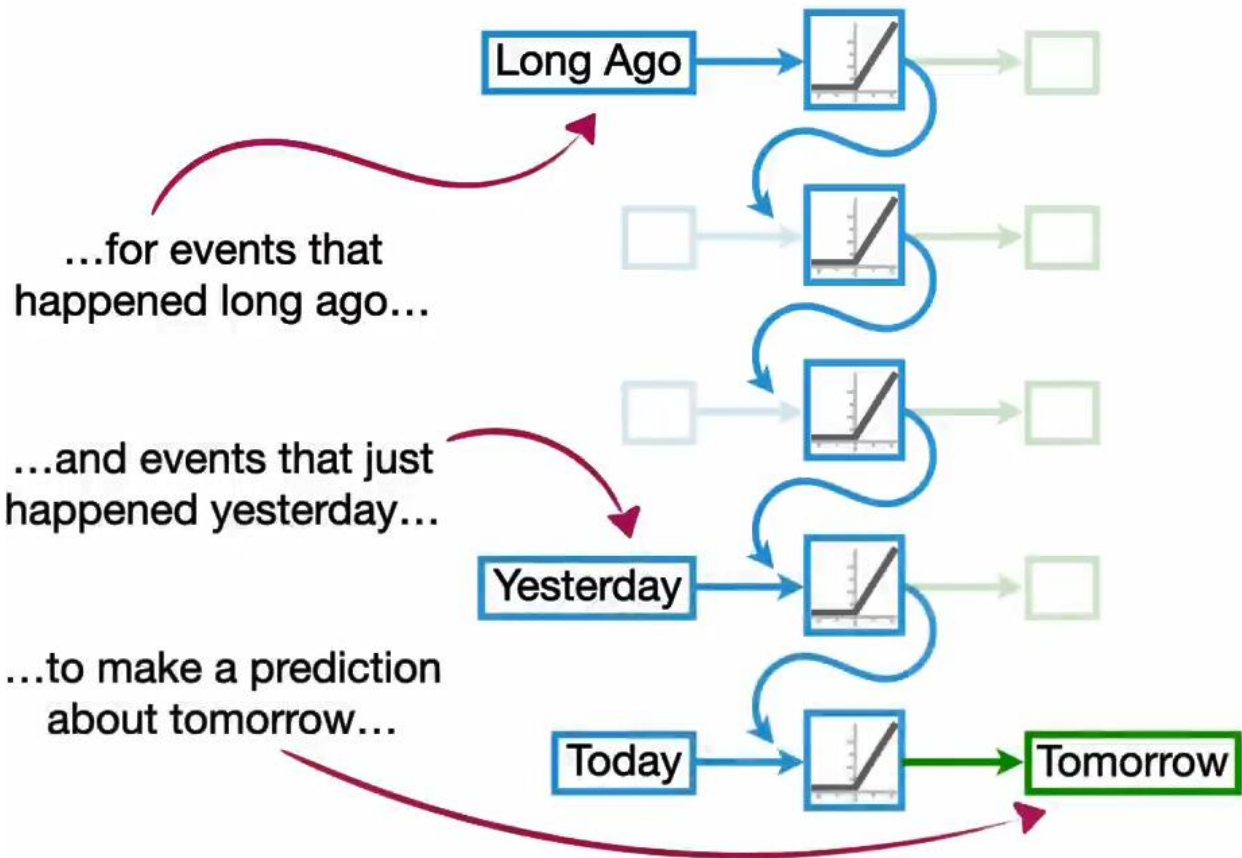 Long Ago
…for events that
happened long ago…
…and events that just
happened yesterday…
Yesterday
…to make a prediction
about tomorrow…
Today
Tomorrow